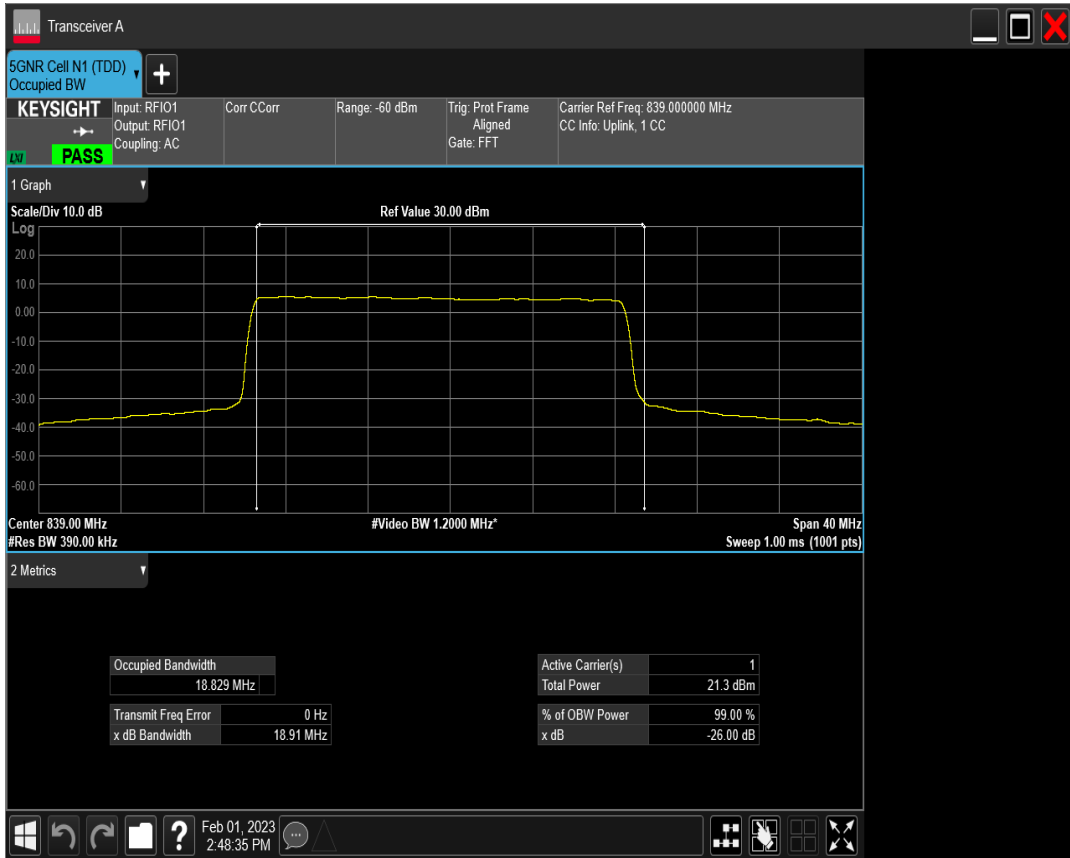 Transceiver A
5GNR Cell N1 (TDD)
Occupied BW
KEYSIGHT
LXI
PASS
Input: RFIO1
Output: RFIO1
Coupling: AC
Corr CCorr
Range: -60 dBm
Trig: Prot Frame
Aligned
Gate: FFT
Carrier Ref Freq: 839.000000 MHz
CC Info: Uplink, 1 CC
1 Graph
Scale/Div 10.0 dB
Ref Value 30.00 dBm
Log
20.0
10.0
0.00
-10.0
-20.0
-30.0
-40.0
-50.0
-60.0
Center 839.00 MHz
#Video BW 1.2000 MHz*
Span 40 MHz
#Res BW 390.00 kHz
Sweep 1.00 ms (1001 pts)
2 Metrics
Occupied Bandwidth
18.829 MHz
Transmit Freq Error 0 Hz
x dB Bandwidth 18.91 MHz
Active Carrier(s) 1
Total Power 21.3 dBm
% of OBW Power 99.00 %
x dB -26.00 dB
?
Feb 01, 2023
2:48:35 PM